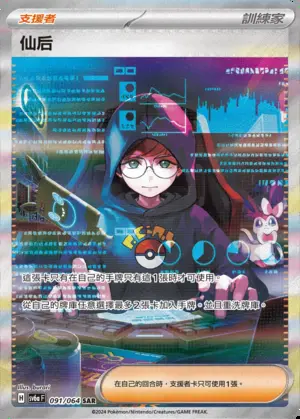 支援者
訓練家
仙后
這張卡只有在自己的手牌只有這1張時才可使用。
從自己的牌庫任意選擇最多2張卡加入手牌。並且重洗牌庫。
Illus. buruli
在自己的回合時,支援者卡只可使用1張。
H sv6a F 091/064 SAR
©2024 Pokémon/Nintendo/Creatures/GAME FREAK.